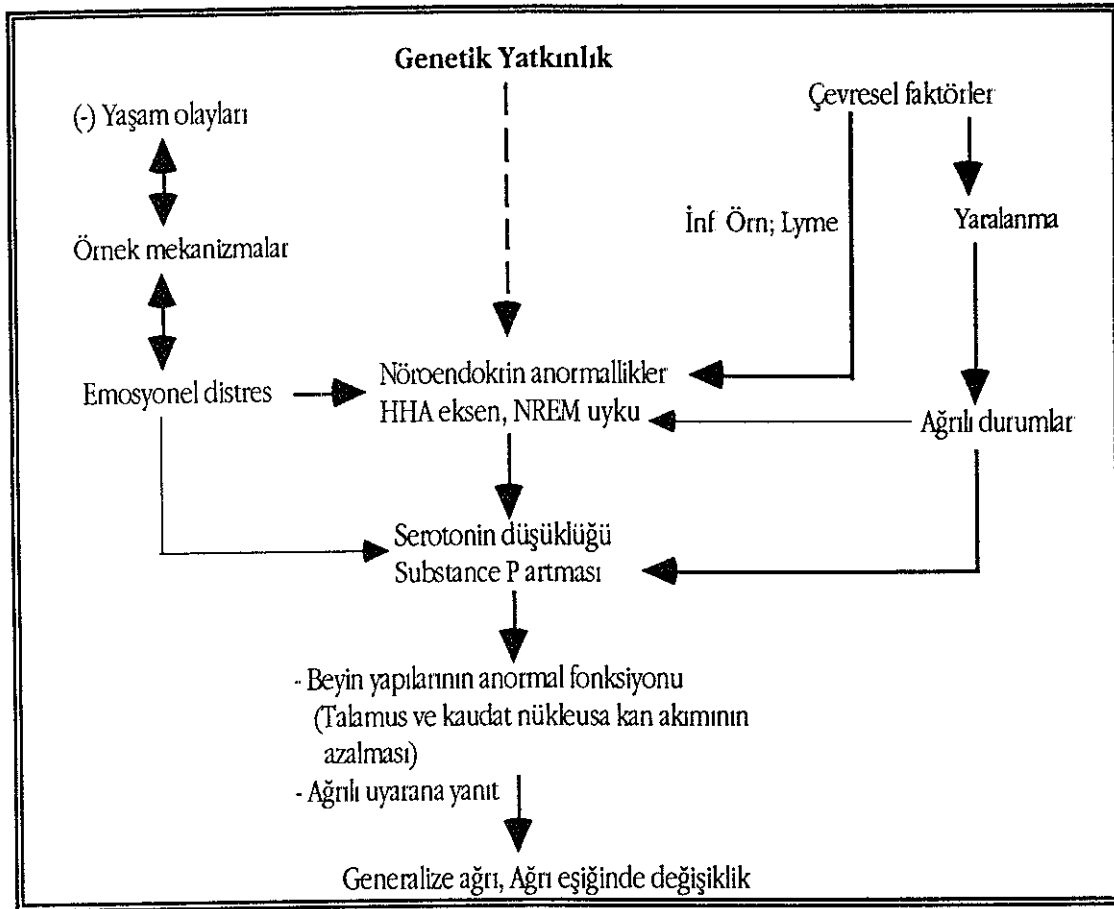 Genetik Yatkınlık
Çevresel faktörler
(-) Yaşam olayları
İnf Örn; Lyme
Yaralanma
Örnek mekanizmalar
Emosyonel distres
Nöroendokrin anormallikler
HHA eksen, NREM uyku
Ağrılı durumlar
Serotonin düşüklüğü
Substance P artması
- Beyin yapılarının anormal fonksiyonu
(Talamus ve kaudat nükleusa kan akımının
azalması)
- Ağrılı uyarana yanıt
Generalize ağrı, Ağrı eşiğinde değişiklik